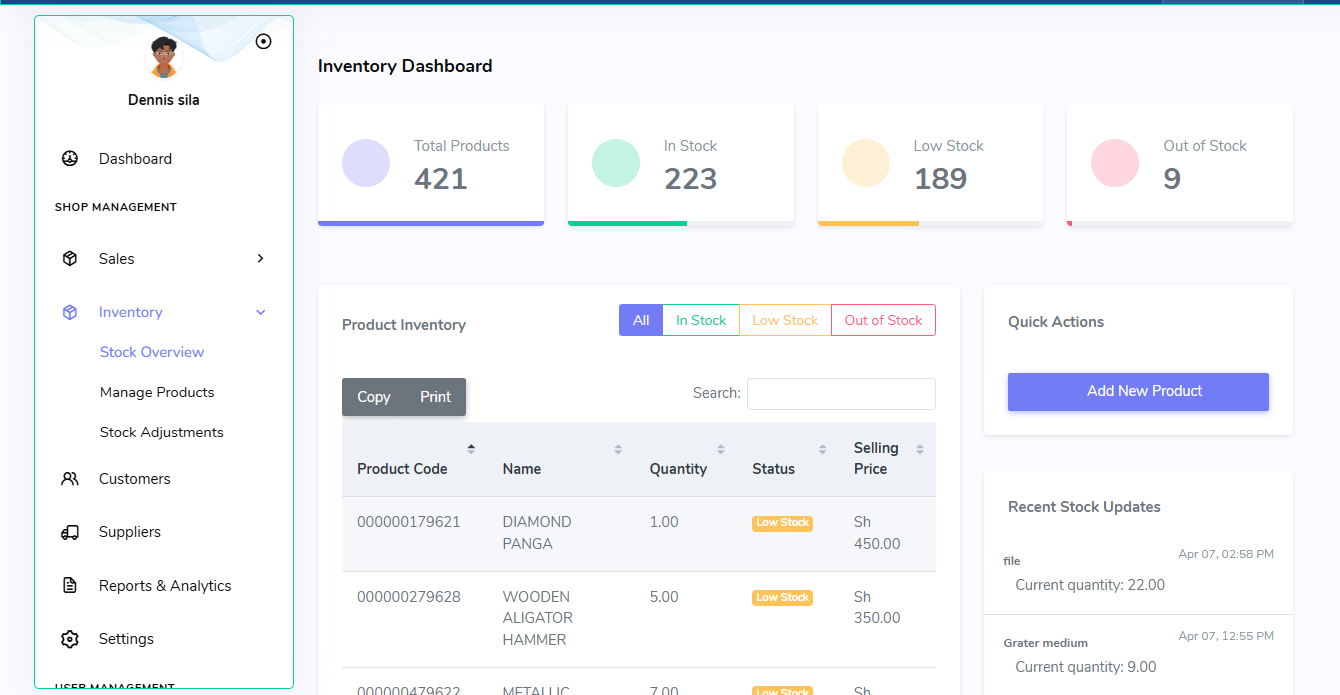 Dennis sila
Dashboard
SHOP MANAGEMENT
Sales
Inventory
Stock Overview
Manage Products
Stock Adjustments
Customers
Suppliers
Reports & Analytics
Settings
USER MANAGEMENT
Inventory Dashboard
Total Products
421
In Stock
223
Low Stock
189
Out of Stock
9
Product Inventory
All In Stock Low Stock Out of Stock
Copy Print
Search:
Product Code Name Quantity Status Selling Price
000000179621 DIAMOND PANGA 1.00 Low Stock Sh 450.00
000000279628 WOODEN ALIGATOR HAMMER 5.00 Low Stock Sh 350.00
000000479622 METALLIC 7.00 Low Stock Sh
Quick Actions
Add New Product
Recent Stock Updates
file Apr 07, 02:58 PM
Current quantity: 22.00
Grater medium Apr 07, 12:55 PM
Current quantity: 9.00